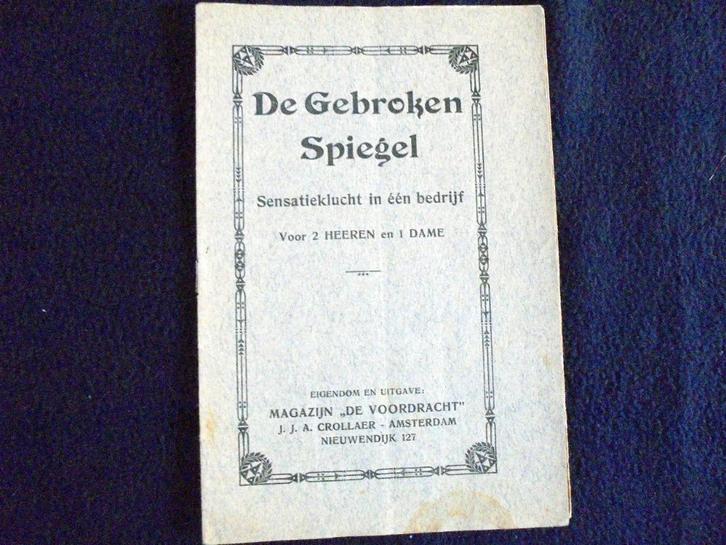 De Gebroken
Spiegel
Sensatieklucht in één bedrijf
Voor 2 HEEREN en 1 DAME
EIGENDOM EN UITGAVE:
MAGAZIJN „DE VOORDRACHT"
J. J. A. CROLLAER - AMSTERDAM
NIEUWENDIJK 127